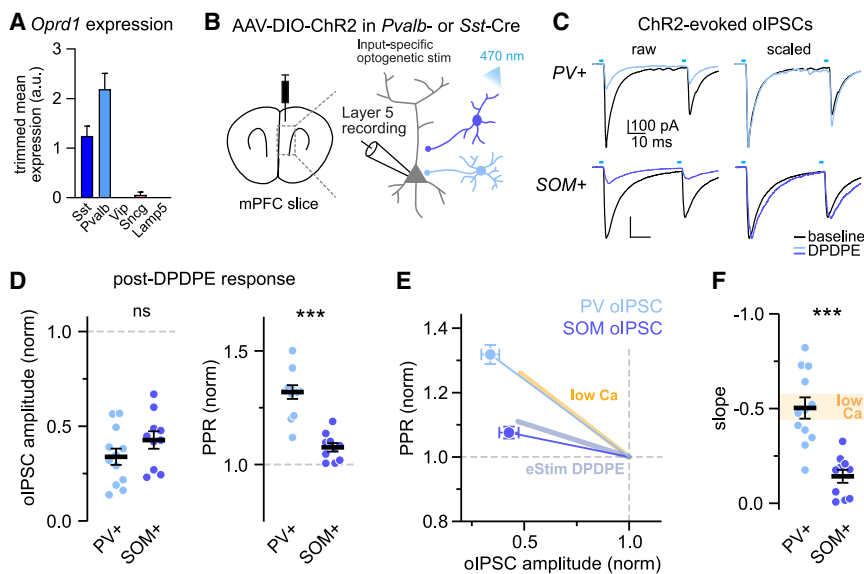 A
Oprd1 expression
trimmed mean
expression (a.u.)
3
2
1
0
Sst
Pvalb
Vip
Sncg
Lamp5
B
AAV-DIO-ChR2 in Pvalb- or Sst-Cre
Input-specific
optogenetic stim
470 nm
Layer 5
recording
mPFC slice
C
ChR2-evoked oIPSCs
raw
scaled
PV+
100 pA
10 ms
SOM+
baseline
DPDPE
D
post-DPDPE response
ns
oIPSC amplitude (norm)
1.0
0.5
0.0
PV+
SOM+
***
PPR (norm)
1.5
1.0
PV+
SOM+
E
PV oIPSC
SOM oIPSC
PPR (norm)
1.4
1.2
1.0
0.8
low
Ca
eStim DPDPE
0.5
1.0
oIPSC amplitude (norm)
F
***
slope
-1.0
-0.5
0.0
low
Ca
PV+
SOM+